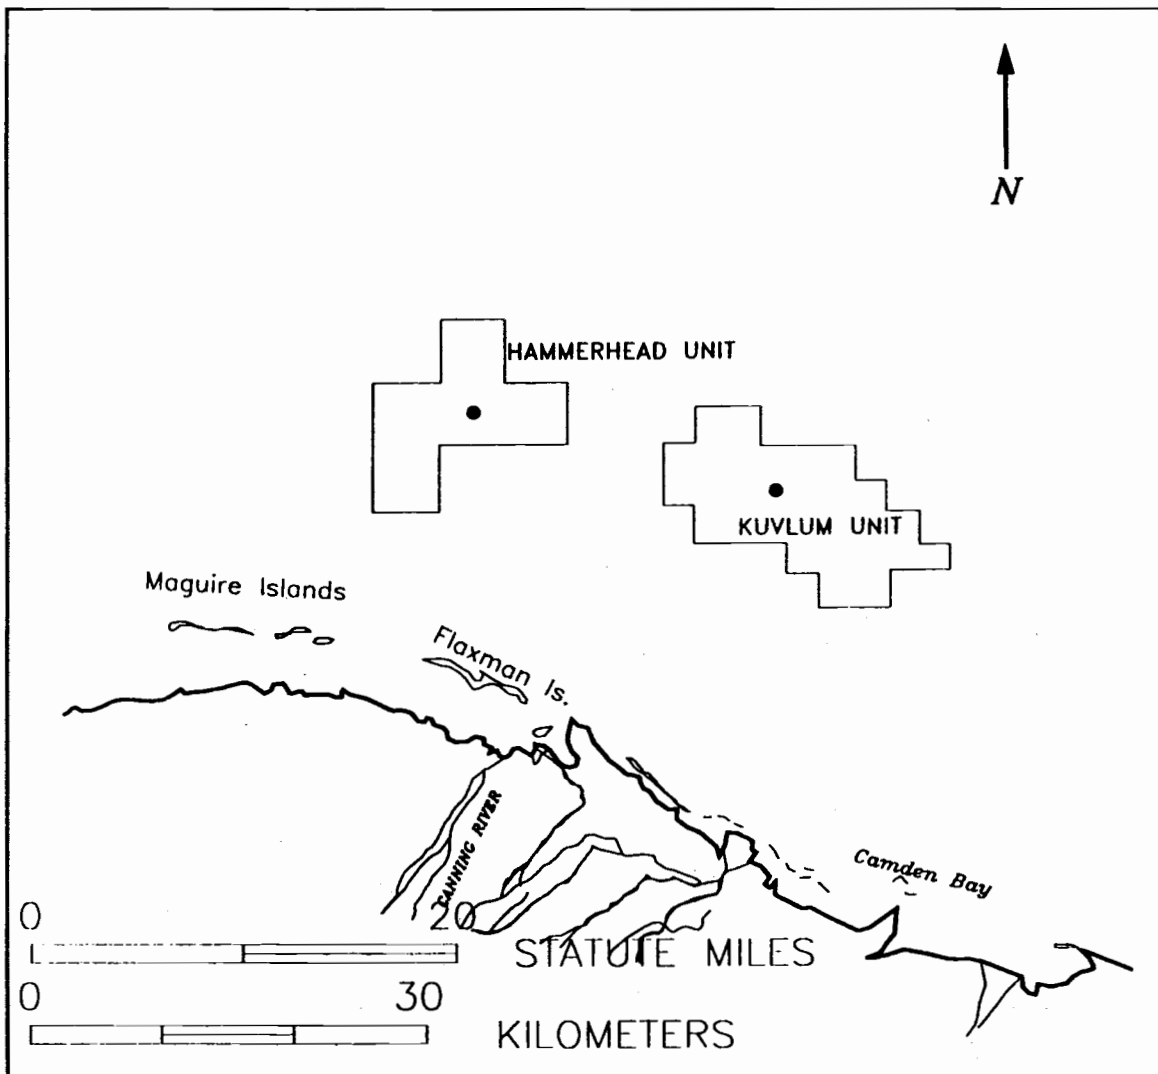 N
HAMMERHEAD UNIT
KUVLUM UNIT
Maguire Islands
Flaxman Is.
CANNING RIVER
Camden Bay
0 20
STATUTE MILES
0 30
KILOMETERS